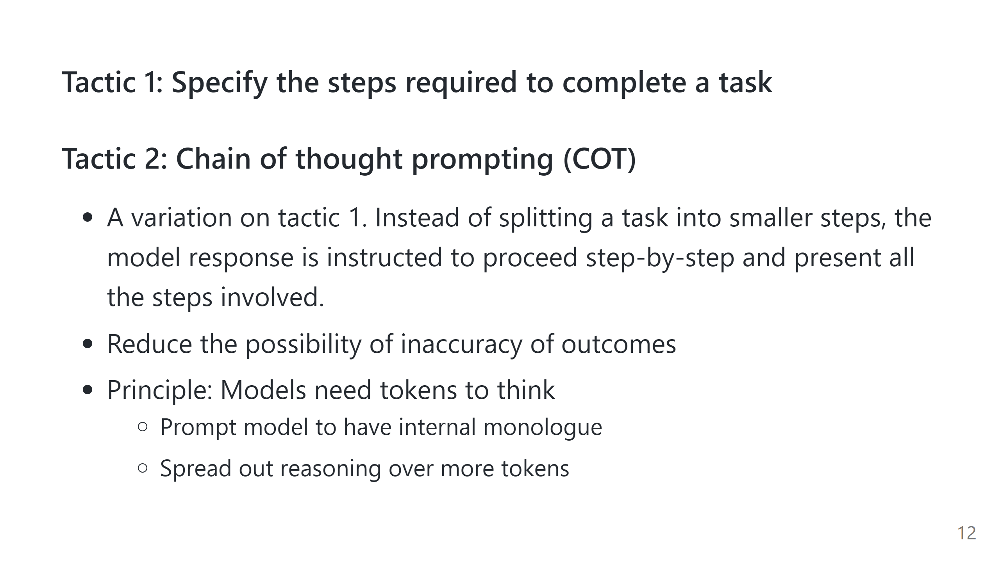 Tactic 1: Specify the steps required to complete a task
Tactic 2: Chain of thought prompting (COT)
• A variation on tactic 1. Instead of splitting a task into smaller steps, the
model response is instructed to proceed step-by-step and present all
the steps involved.
• Reduce the possibility of inaccuracy of outcomes
• Principle: Models need tokens to think
○ Prompt model to have internal monologue
○ Spread out reasoning over more tokens
12